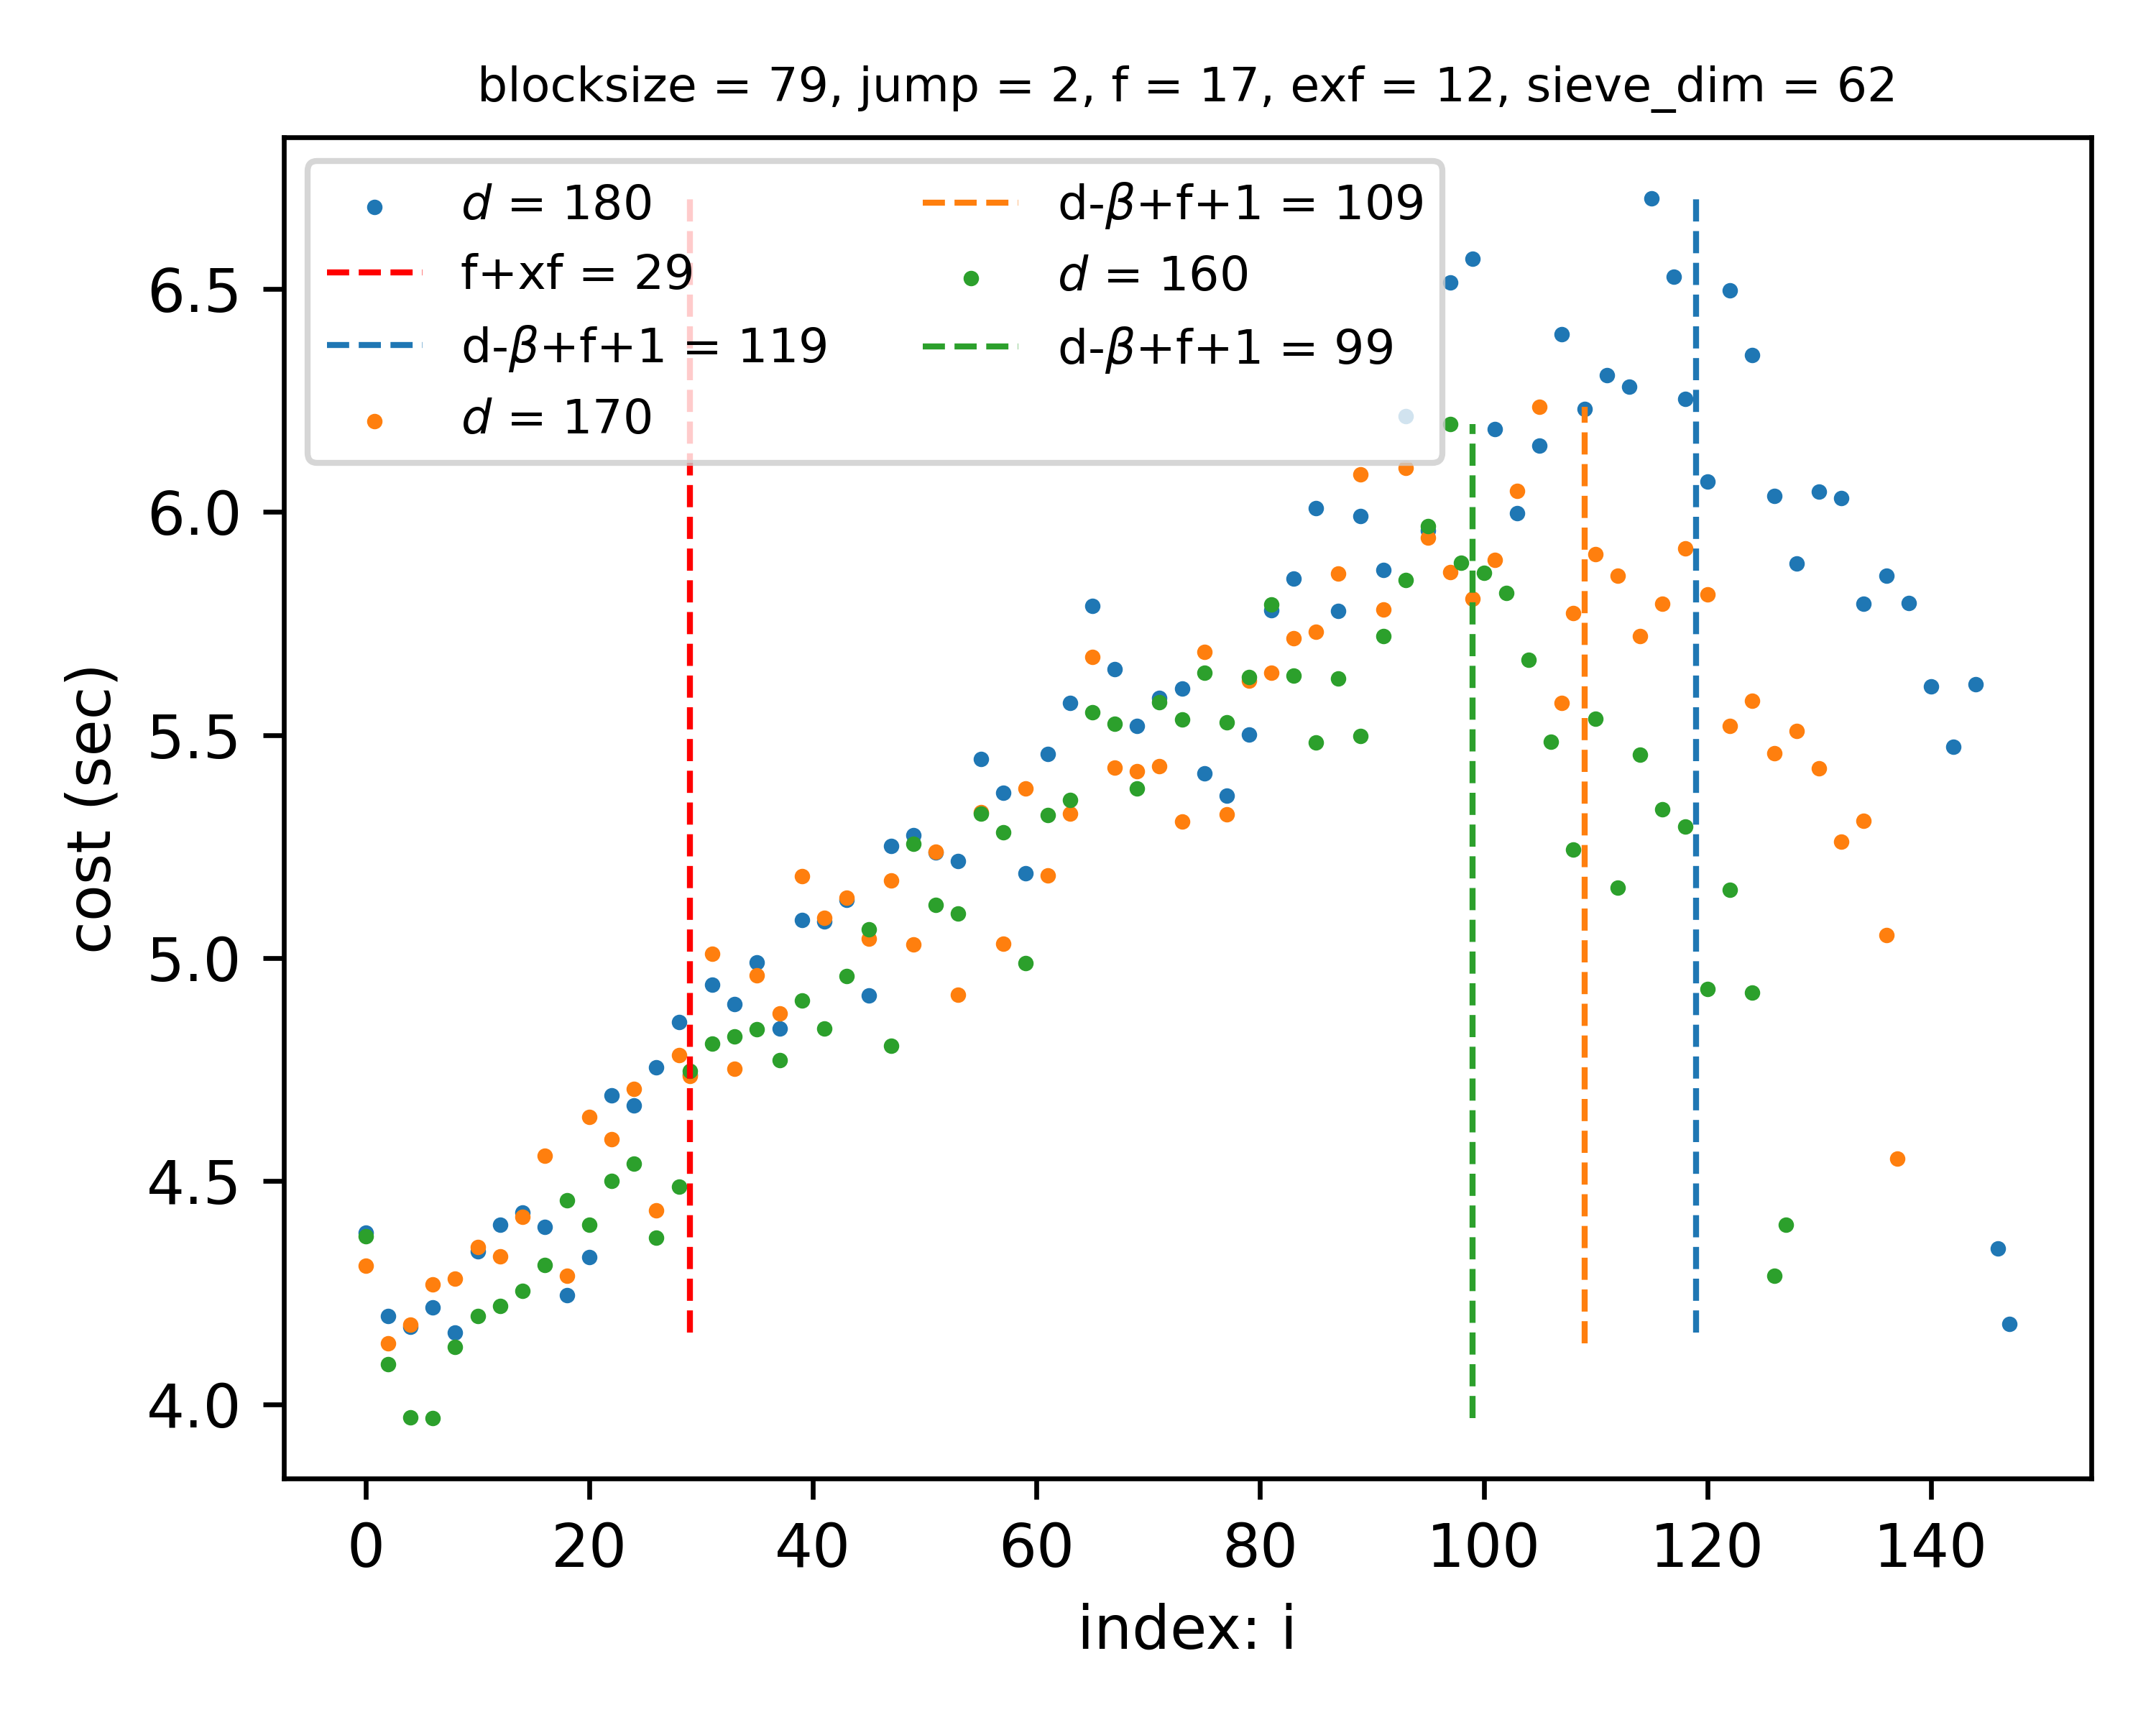 blocksize = 79, jump = 2, f = 17, exf = 12, sieve_dim = 62
d = 180
f+xf = 29
d-β+f+1 = 119
d = 170
d-β+f+1 = 109
d = 160
d-β+f+1 = 99
cost (sec)
6.5
6.0
5.5
5.0
4.5
4.0
0 20 40 60 80 100 120 140
index: i